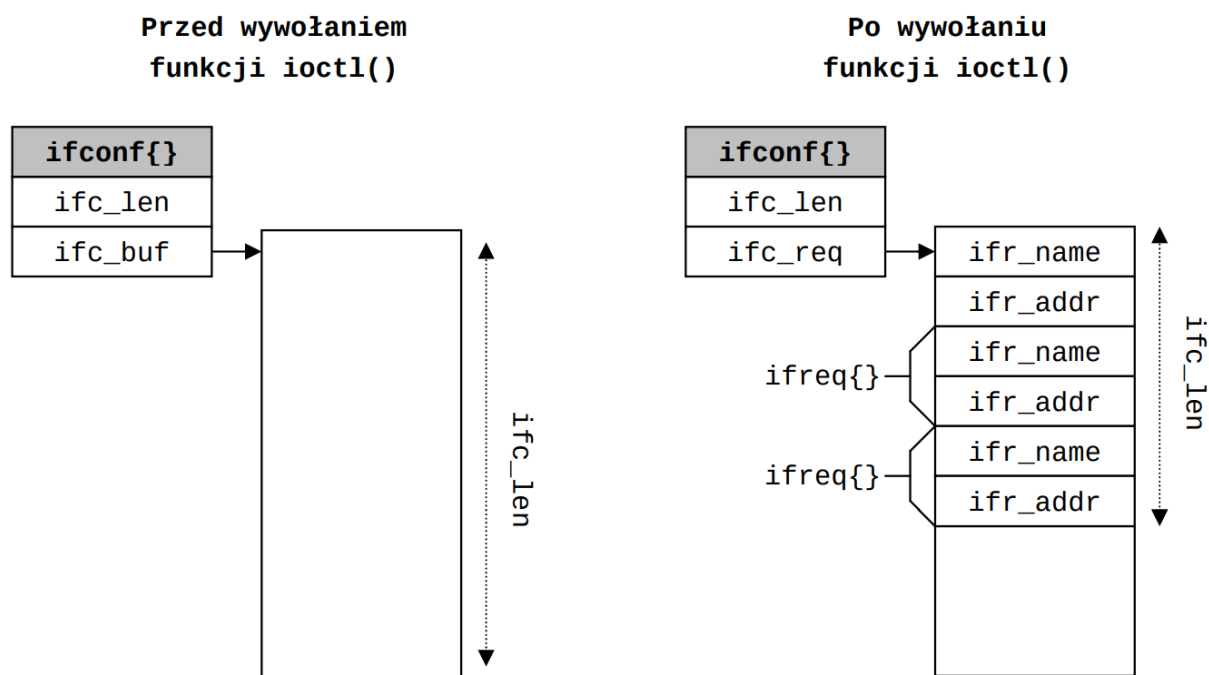 Przed wywołaniem
funkcji ioctl()
ifconf{}
ifc_len
ifc_buf
ifc_len
Po wywołaniu
funkcji ioctl()
ifconf{}
ifc_len
ifc_req
ifr_name
ifr_addr
ifreq{}
ifr_name
ifr_addr
ifreq{}
ifr_name
ifr_addr
ifc_len